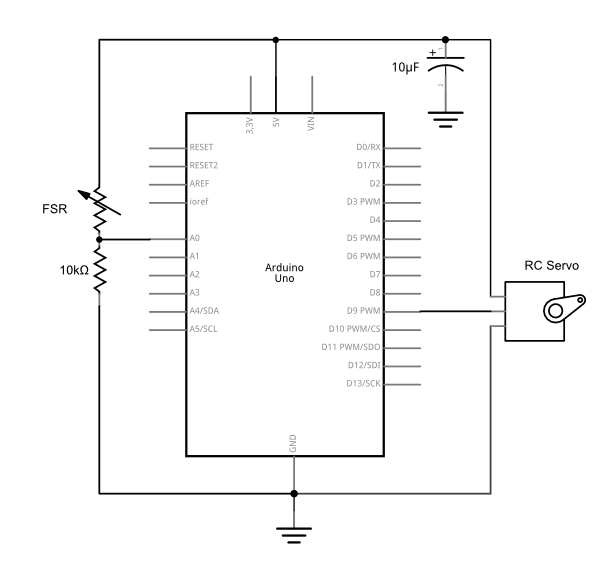 +
1
10µF
2
3.3V
5V
VIN
RESET
RESET2
AREF
ioref
A0
A1
A2
A3
A4/SDA
A5/SCL
D0/RX
D1/TX
D2
D3 PWM
D4
D5 PWM
D6 PWM
D7
D8
D9 PWM
D10 PWM/CS
D11 PWM/SDO
D12/SDI
D13/SCK
Arduino
Uno
GND
FSR
10kΩ
RC Servo